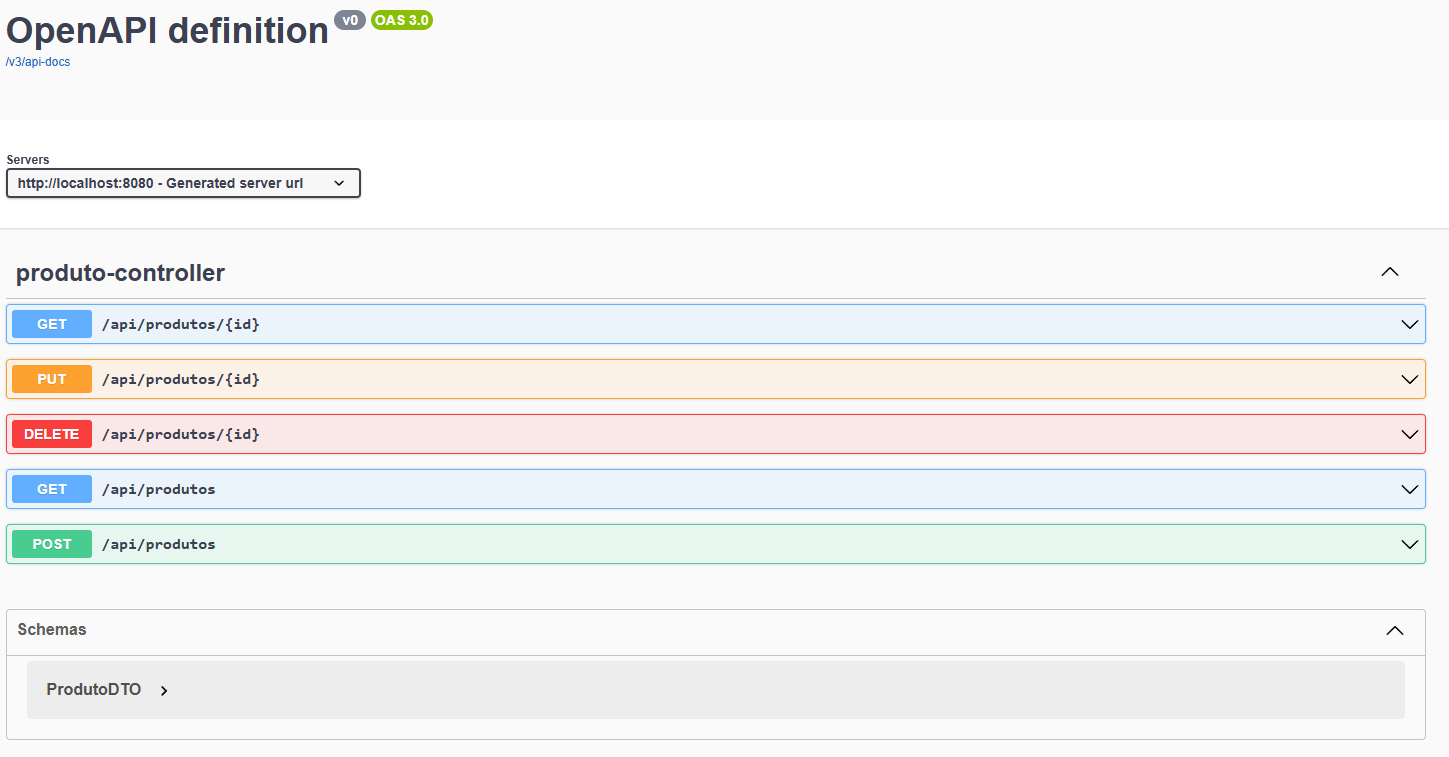 OpenAPI definition v0 OAS 3.0
/v3/api-docs
Servers
http://localhost:8080 - Generated server url
produto-controller
GET /api/produtos/{id}
PUT /api/produtos/{id}
DELETE /api/produtos/{id}
GET /api/produtos
POST /api/produtos
Schemas
ProdutoDTO